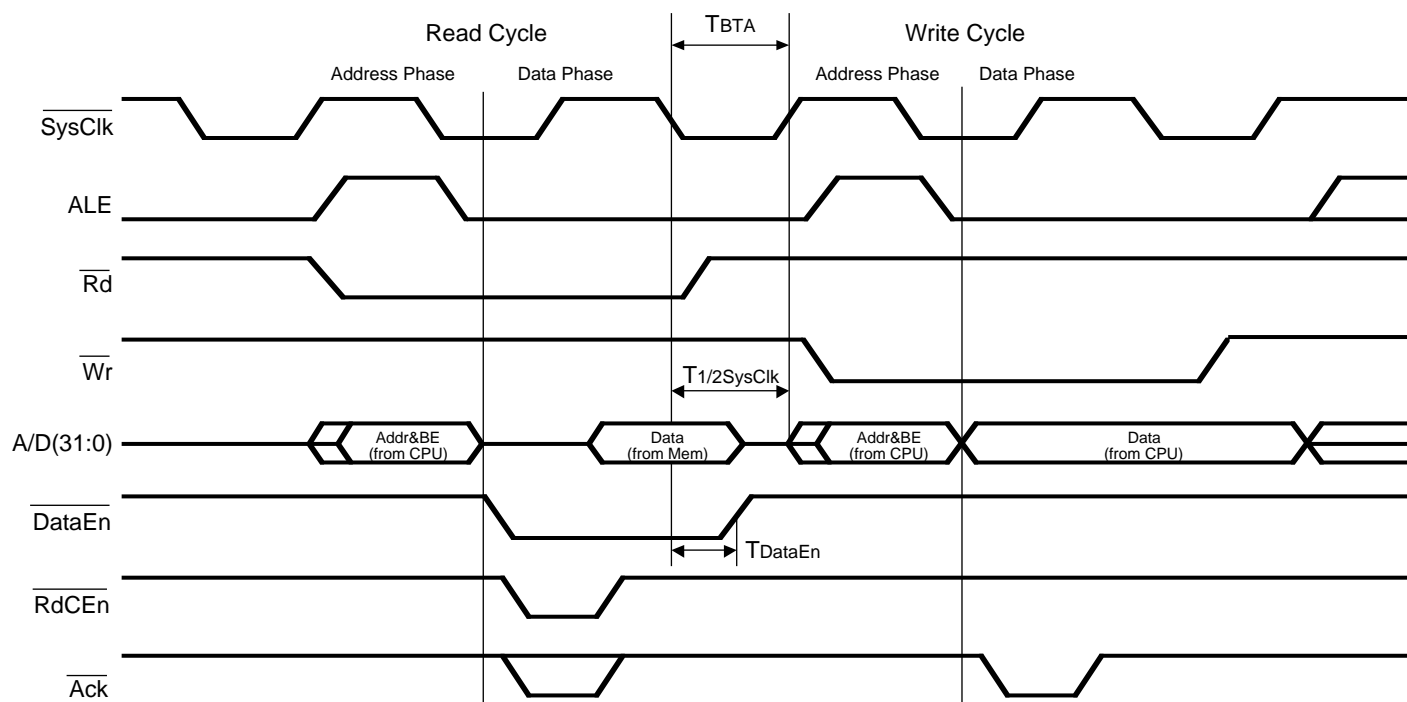 TBTA
Read Cycle
Write Cycle
Address Phase
Data Phase
Address Phase
Data Phase
SysClk
ALE
Rd
Wr
T1/2SysClk
A/D(31:0)
Addr&BE
(from CPU)
Data
(from Mem)
Addr&BE
(from CPU)
Data
(from CPU)
DataEn
TDataEn
RdCEn
Ack